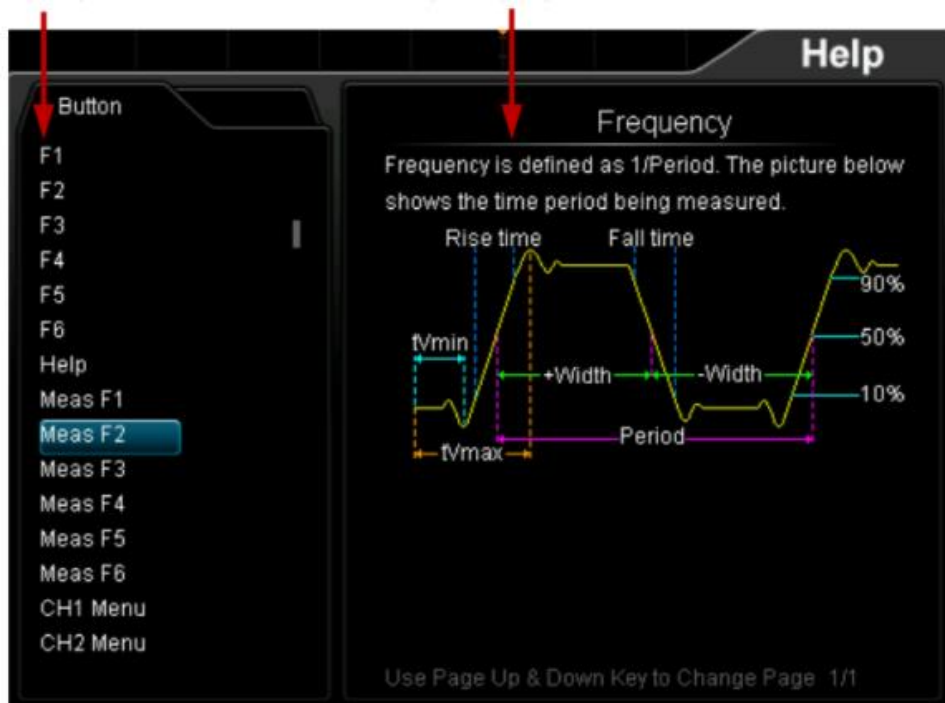 Help
Button
F1
F2
F3
F4
F5
F6
Help
Meas F1
Meas F2
Meas F3
Meas F4
Meas F5
Meas F6
CH1 Menu
CH2 Menu
Frequency
Frequency is defined as 1/Period. The picture below
shows the time period being measured.
Rise time Fall time
90%
tVmin 50%
+Width -Width
10%
Period
tVmax
Use Page Up & Down Key to Change Page 1/1